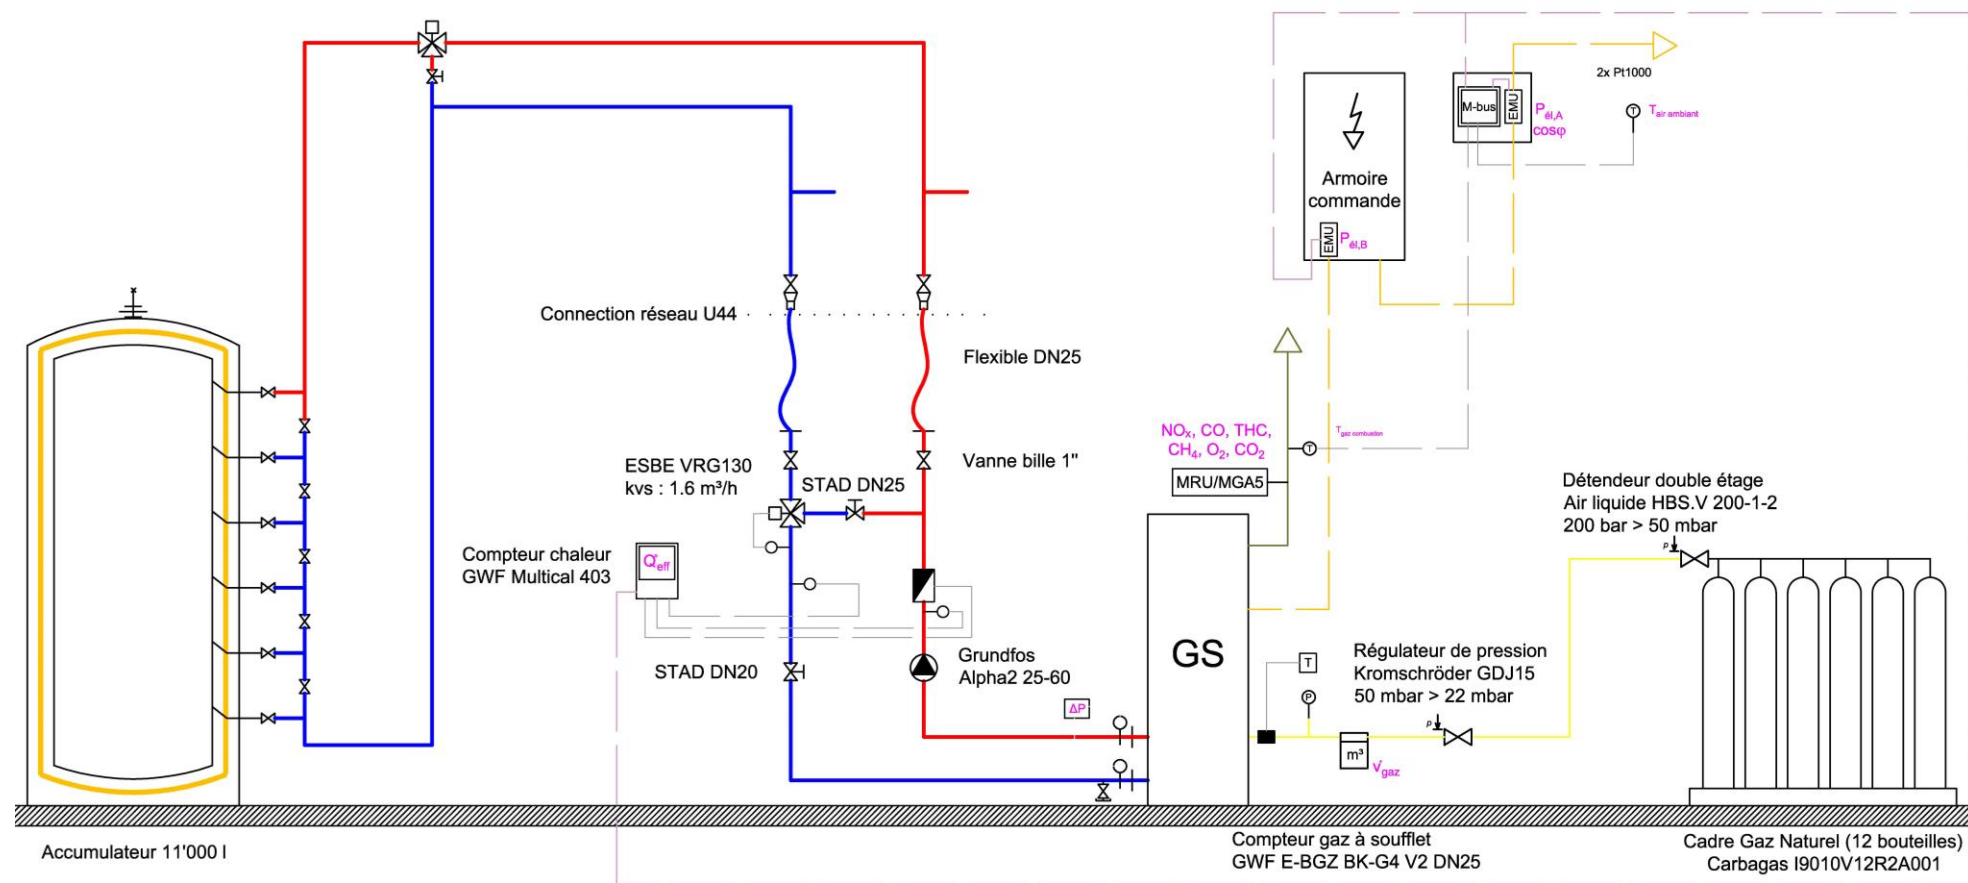 2x Pt1000
M-bus
EMU
Pél,A
cosφ
Tair ambiant
Armoire
commande
EMU
Pél,B
Connection réseau U44
Flexible DN25
NOx, CO, THC,
CH4, O2, CO2
Tgaz combustion
T
T
MRU/MGA5
Vanne bille 1"
ESBE VRG130
kvs : 1.6 m³/h
STAD DN25
Détendeur double étage
Air liquide HBS.V 200-1-2
200 bar > 50 mbar
p
Compteur chaleur
GWF Multical 403
Q̇eff
STAD DN20
Grundfos
Alpha2 25-60
ΔP
GS
T
P
Régulateur de pression
Kromschröder GDJ15
50 mbar > 22 mbar
p
m³
V̇gaz
Accumulateur 11'000 l
Compteur gaz à soufflet
GWF E-BGZ BK-G4 V2 DN25
Cadre Gaz Naturel (12 bouteilles)
Carbagas I9010V12R2A001